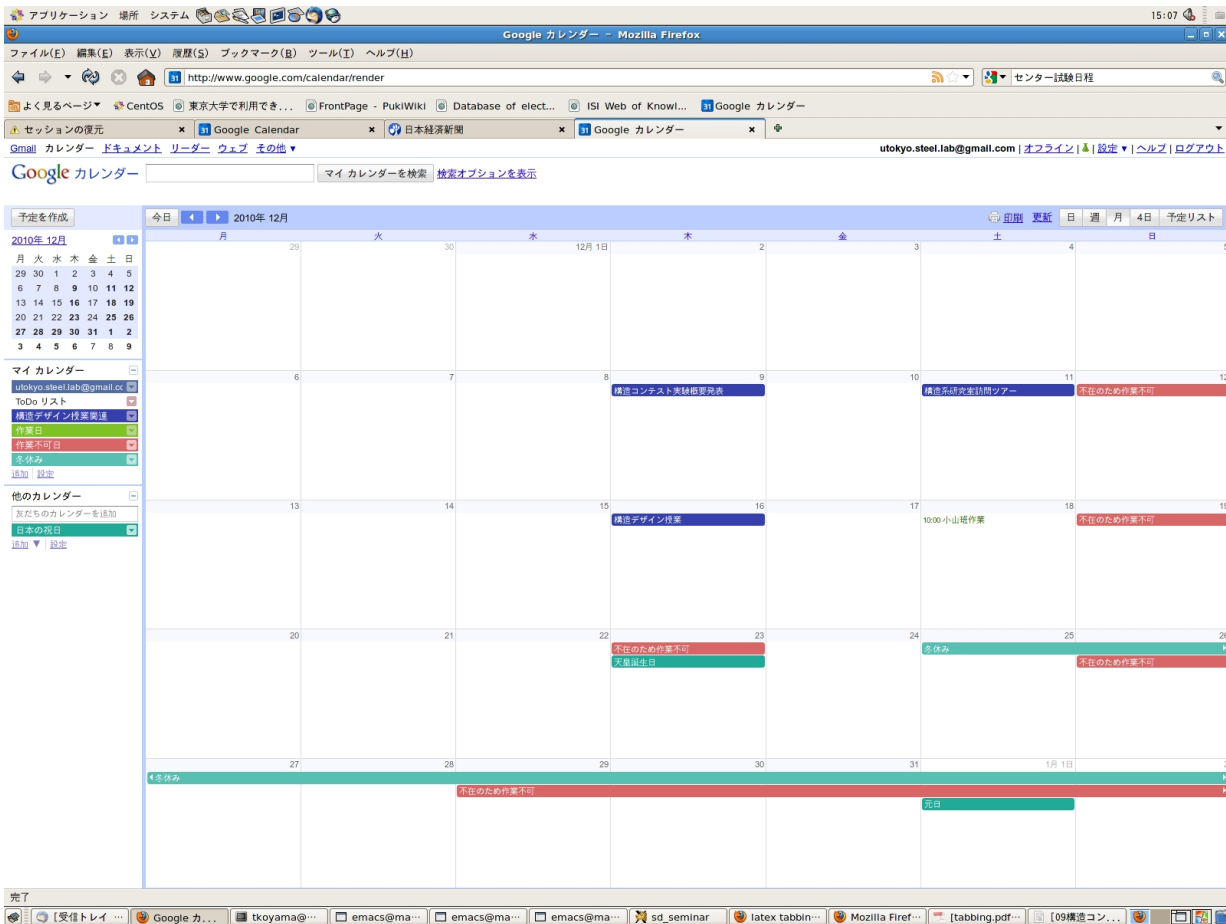 アプリケーション 場所 システム 15:07
Google カレンダー – Mozilla Firefox
ファイル(F) 編集(E) 表示(V) 履歴(S) ブックマーク(B) ツール(T) ヘルプ(H)
http://www.google.com/calendar/render センター試験日程
よく見るページ CentOS 東京大学で利用でき... FrontPage - PukiWiki Database of elect... ISI Web of Knowl... Google カレンダー
セッションの復元 Google Calendar 日本経済新聞 Google カレンダー
Gmail カレンダー ドキュメント リーダー ウェブ その他 ▼ utokyo.steel.lab@gmail.com | オフライン | 設定 ▼ | ヘルプ | ログアウト
Google カレンダー マイ カレンダーを検索 検索オプションを表示
予定を作成 今日 2010年 12月 印刷 更新 日 週 月 4日 予定リスト
2010年 12月
月 火 水 木 金 土 日
29 30 1 2 3 4 5
6 7 8 9 10 11 12
13 14 15 16 17 18 19
20 21 22 23 24 25 26
27 28 29 30 31 1 2
3 4 5 6 7 8 9
マイ カレンダー
utokyo.steel.lab@gmail.cc
ToDo リスト
構造デザイン授業関連
作業日
作業不可日
冬休み
追加 | 設定
他のカレンダー
友だちのカレンダーを追加
日本の祝日
追加 ▼ | 設定
月 火 水 木 金 土 日
29 30 12月 1日 2 3 4 5
6 7 8 9 10 11 12
構造コンテスト実験概要発表 構造系研究室訪問ツアー 不在のため作業不可
13 14 15 16 17 18 19
構造デザイン授業 10:00 小山班作業 不在のため作業不可
20 21 22 23 24 25 26
不在のため作業不可 冬休み
天皇誕生日 不在のため作業不可
27 28 29 30 31 1月 1日
冬休み
不在のため作業不可
元日
完了
[受信トレイ … Google カ... tkoyama@… emacs@ma… emacs@ma… emacs@ma… sd_seminar latex tabbin… Mozilla Firef… [tabbing.pdf… [09構造コン...